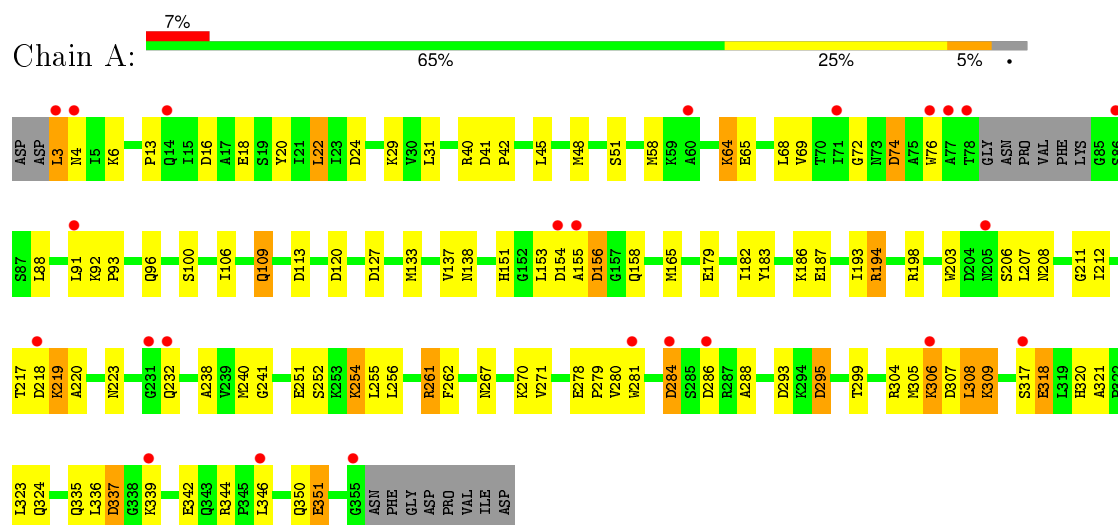 7%
Chain A:
65% 25% 5% •
ASP ASP L3 N4 I5 K6 P13 Q14 I15 D16 A17 E18 S19 Y20 I21 L22 I23 D24 K29 V30 L31 R40 D41 P42 L45 M48 S51 M58 K59 A60 K64 E65 L68 V69 T70 I71 G72 N73 D74 A75 W76 A77 T78 GLY ASN PRO VAL PHE LYS G85 S86
S87 L88 L91 K92 P93 Q96 S100 I106 Q109 D113 D120 D127 M133 V137 N138 H151 G152 L153 D154 A155 D156 G157 Q158 M165 E179 I182 Y183 K186 E187 I193 R194 R198 W203 D204 N205 S206 L207 N208 G211 I212
T217 D218 K219 A220 N223 G231 Q232 A238 V239 M240 G241 E251 S252 K253 K254 L255 L256 R261 F262 N267 K270 V271 E278 P279 V280 W281 D284 S285 D286 R287 A288 D293 K294 D295 T299 R304 M305 K306 D307 L308 K309 S317 E318 L319 H320 A321 P322
L323 Q324 Q335 L336 D337 G338 K339 E342 Q343 R344 P345 L346 Q350 E351 G355 ASN PHE GLY ASP PRO VAL ILE ASP